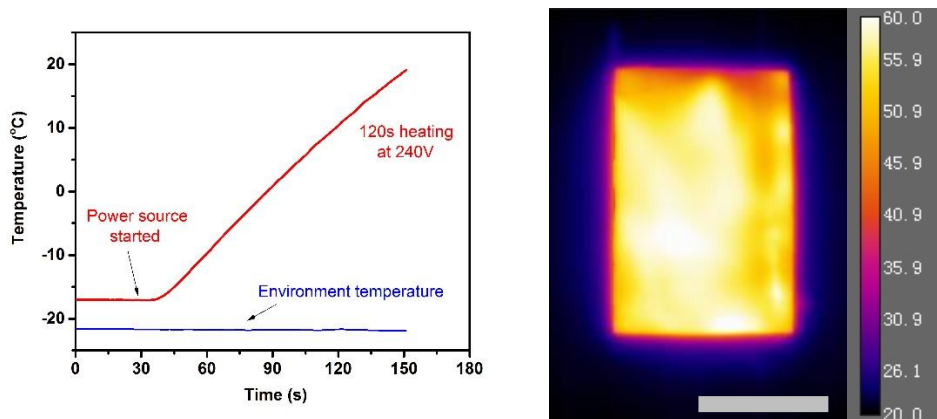 20
10
0
-10
-20
Temperature (°C)
120s heating
at 240V
Power source
started
Environment temperature
0 30 60 90 120 150 180
Time (s)
60.0
55.9
50.9
45.9
40.9
35.9
30.9
26.1
20.0